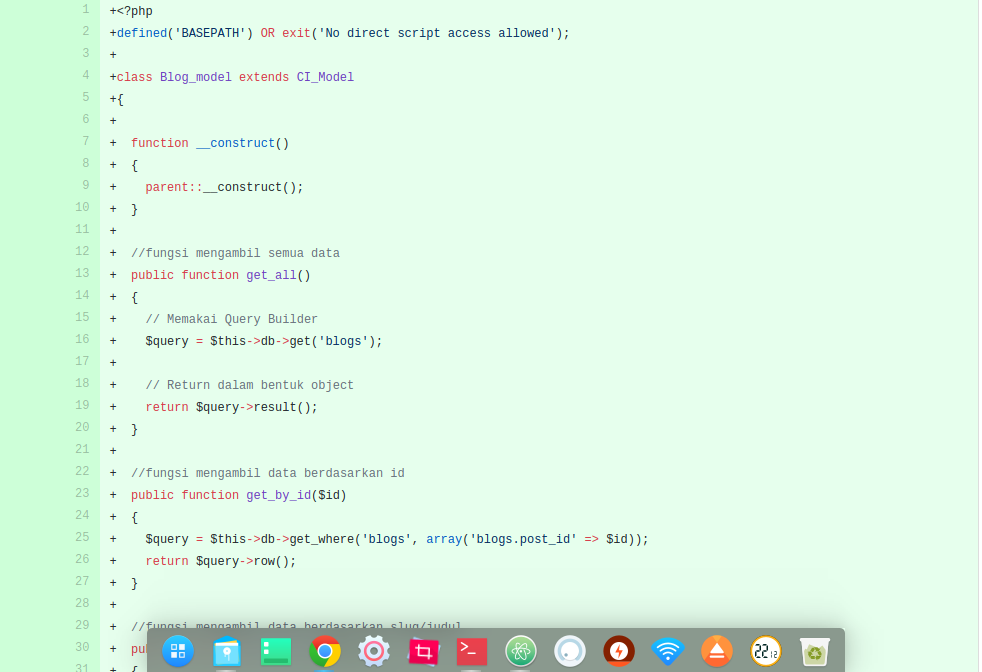 1 +<?php
2 +defined('BASEPATH') OR exit('No direct script access allowed');
3 +
4 +class Blog_model extends CI_Model
5 +{
6 +
7 +  function __construct()
8 +  {
9 +    parent::__construct();
10 +  }
11 +
12 +  //fungsi mengambil semua data
13 +  public function get_all()
14 +  {
15 +    // Memakai Query Builder
16 +    $query = $this->db->get('blogs');
17 +
18 +    // Return dalam bentuk object
19 +    return $query->result();
20 +  }
21 +
22 +  //fungsi mengambil data berdasarkan id
23 +  public function get_by_id($id)
24 +  {
25 +    $query = $this->db->get_where('blogs', array('blogs.post_id' => $id));
26 +    return $query->row();
27 +  }
28 +
29 +  //fungsi mengambil data berdasarkan slug/judul
30 +  pu
31 +  {
22 12